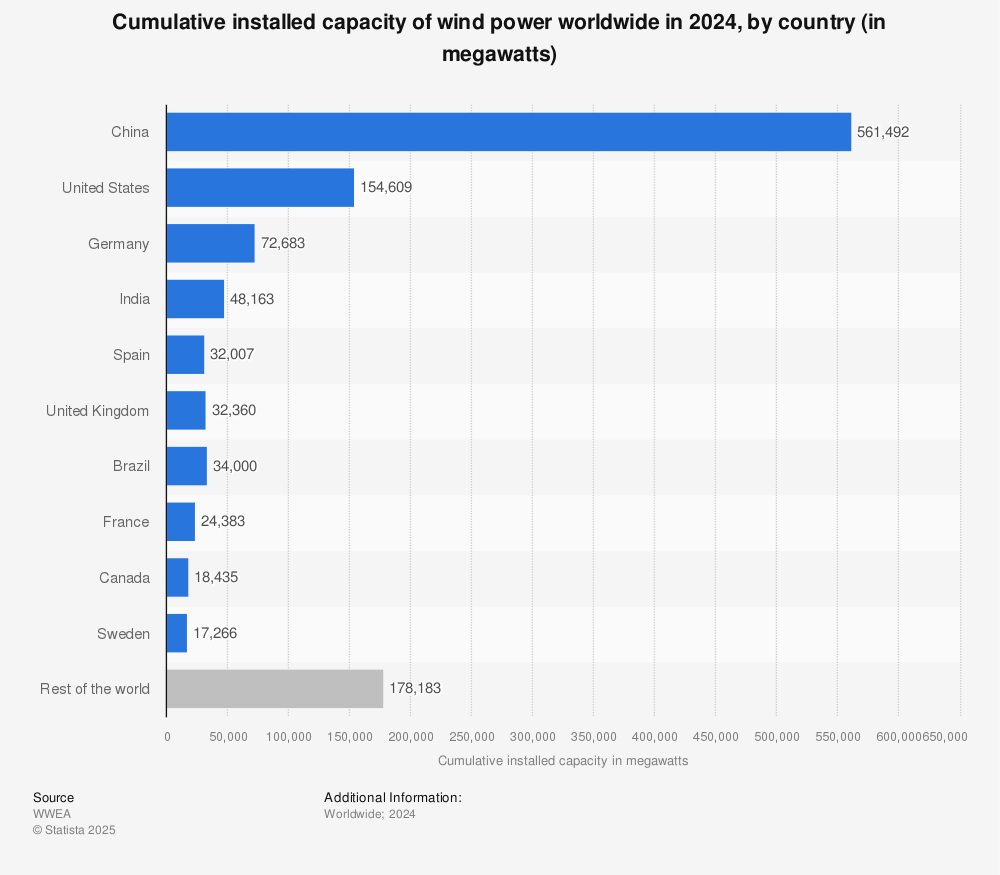 Cumulative installed capacity of wind power worldwide in 2024, by country (in
megawatts)
China 561,492
United States 154,609
Germany 72,683
India 48,163
Spain 32,007
United Kingdom 32,360
Brazil 34,000
France 24,383
Canada 18,435
Sweden 17,266
Rest of the world 178,183
0 50,000 100,000 150,000 200,000 250,000 300,000 350,000 400,000 450,000 500,000 550,000 600,000 650,000
Cumulative installed capacity in megawatts
Source
WWEA
© Statista 2025
Additional Information:
Worldwide; 2024